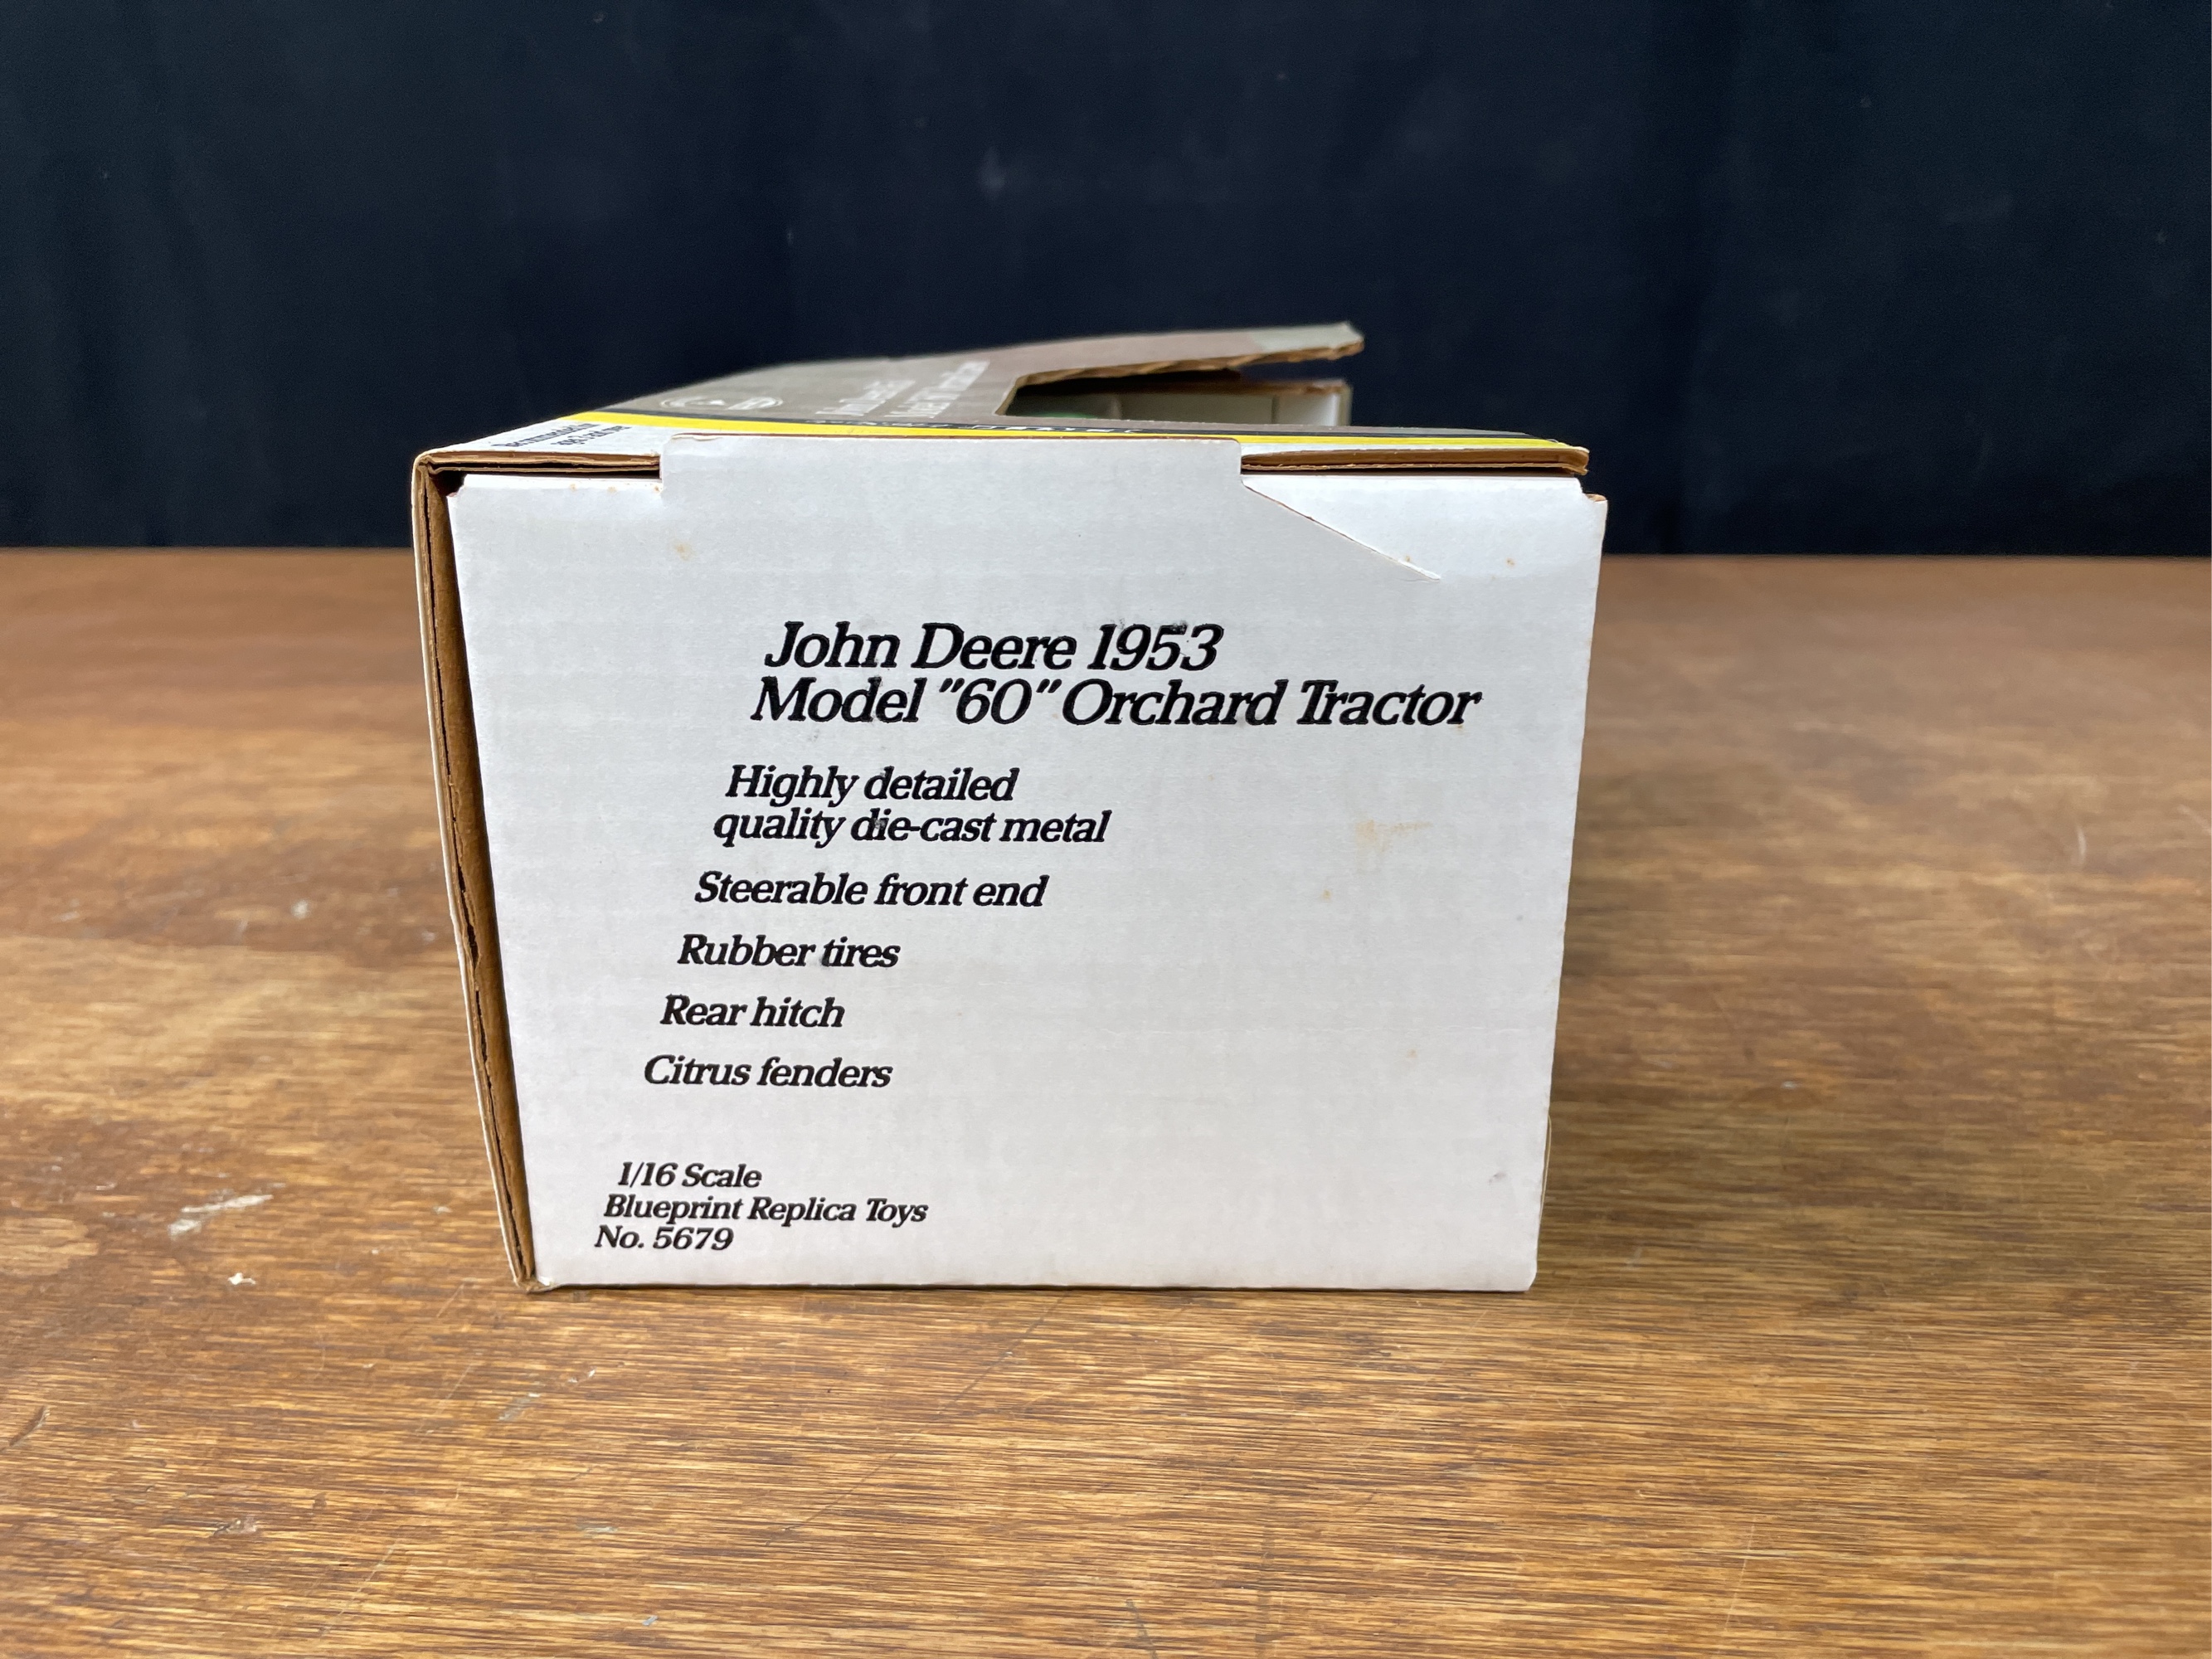 John Deere 1953
Model "60" Orchard Tractor
Highly detailed
quality die-cast metal
Steerable front end
Rubber tires
Rear hitch
Citrus fenders
1/16 Scale
Blueprint Replica Toys
No. 5679